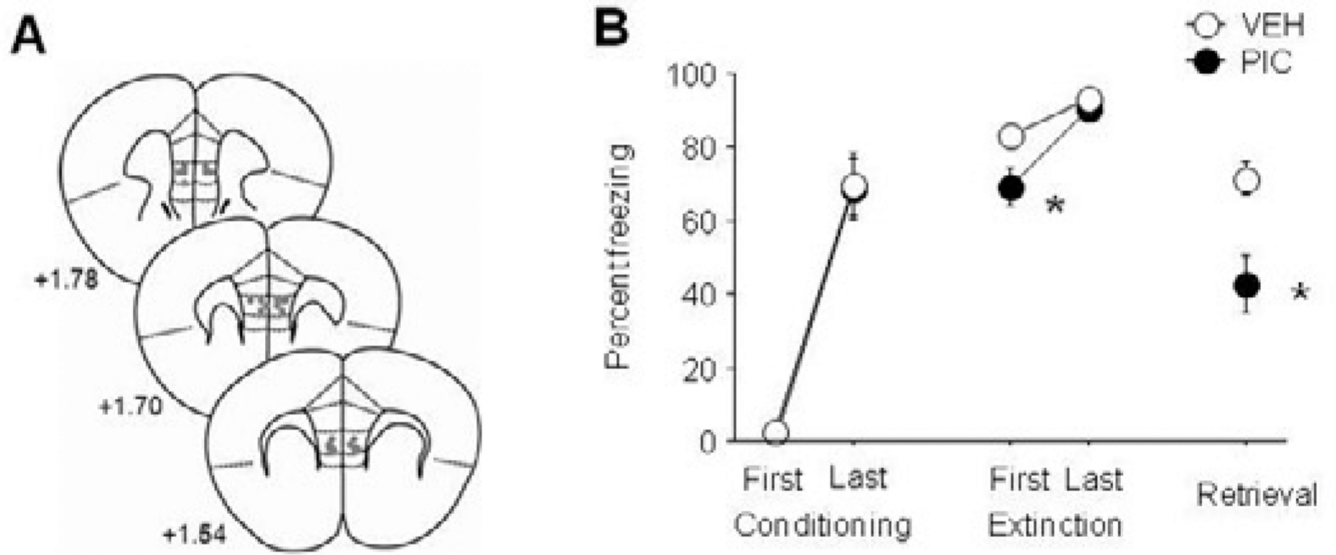 A
+1.78
+1.70
+1.54
B
VEH
PIC
Percent freezing
100
80
60
40
20
0
*
*
First Last
Conditioning
First Last
Extinction
Retrieval